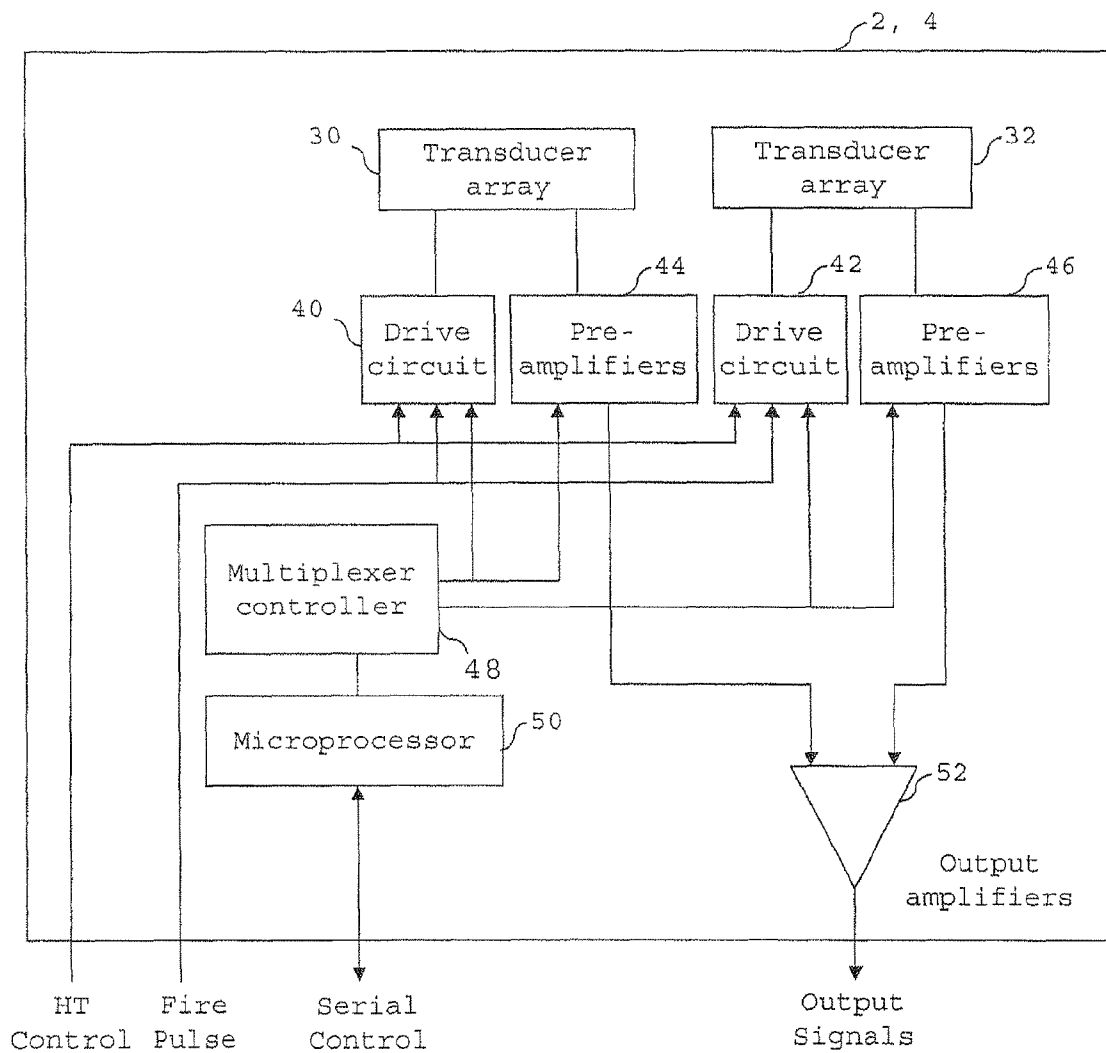 2, 4
30
Transducer
array
Transducer
array
32
44
42
46
40
Drive
circuit
Pre-
amplifiers
Drive
circuit
Pre-
amplifiers
Multiplexer
controller
48
Microprocessor
50
52
Output
amplifiers
HT
Control
Fire
Pulse
Serial
Control
Output
Signals